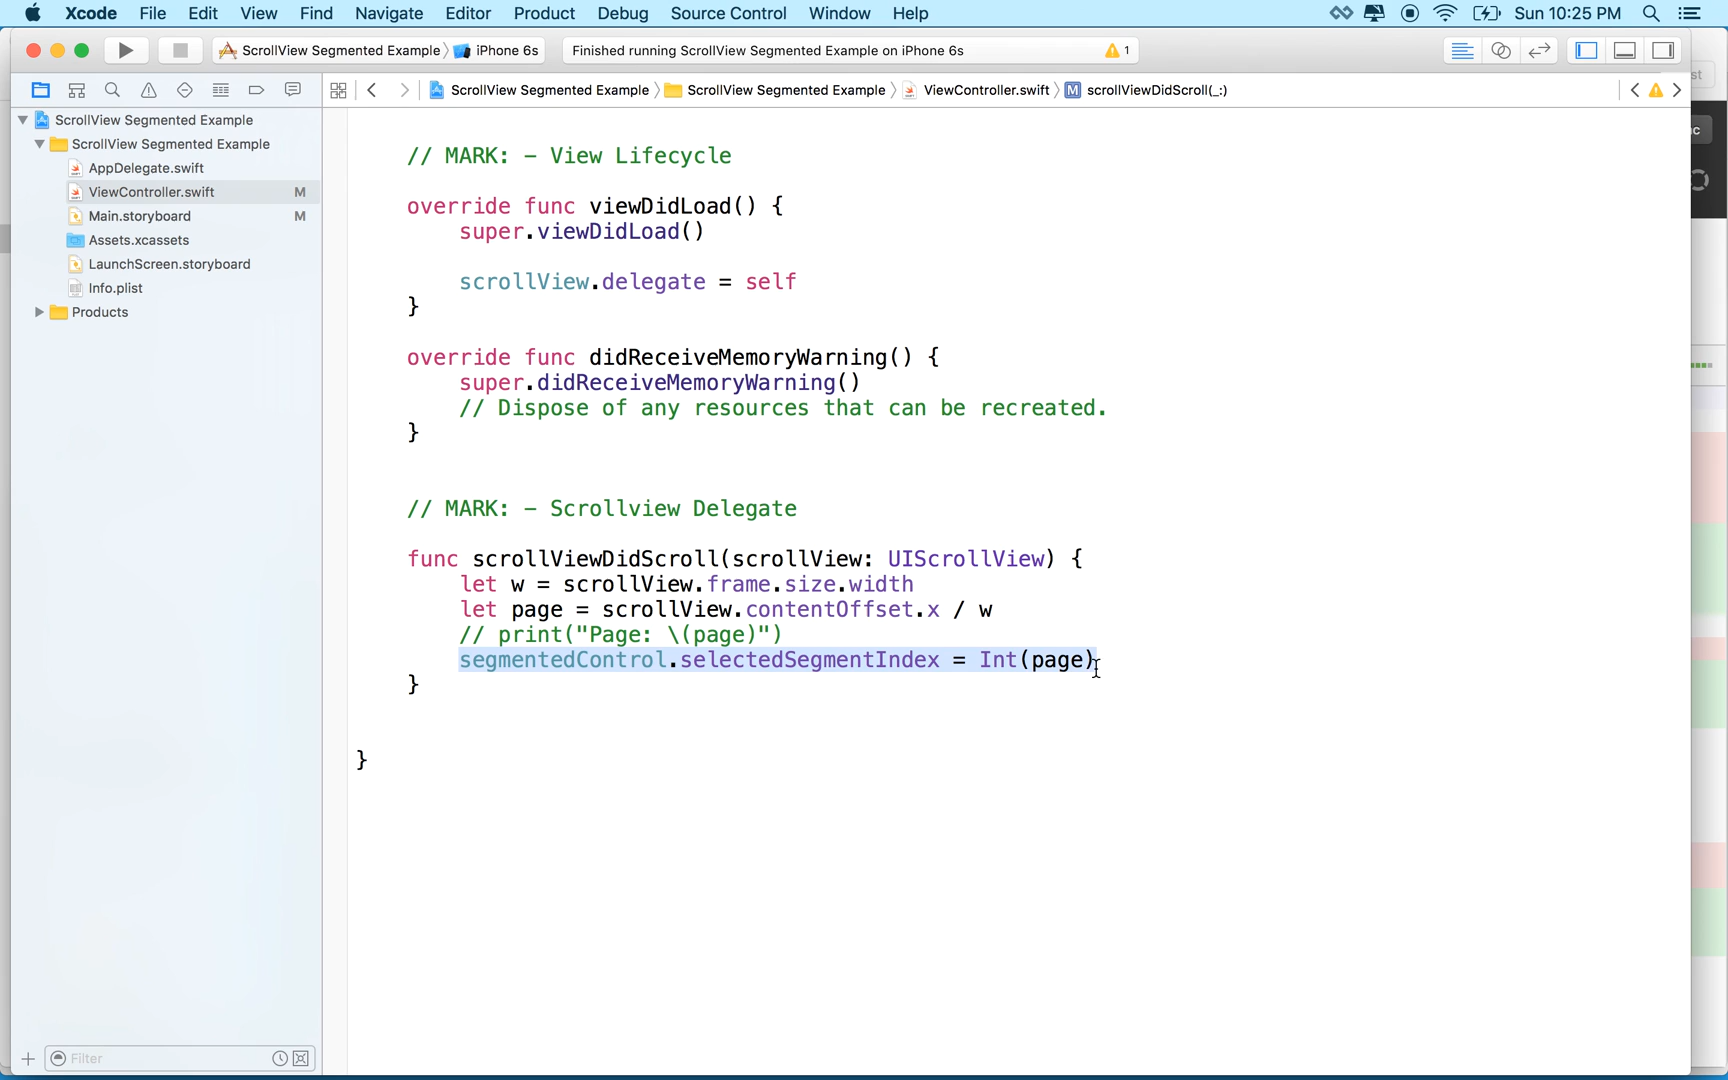 Xcode File Edit View Find Navigate Editor Product Debug Source Control Window Help Sun 10:25 PM
ScrollView Segmented Example iPhone 6s Finished running ScrollView Segmented Example on iPhone 6s 1
ScrollView Segmented Example ScrollView Segmented Example ViewController.swift M scrollViewDidScroll(_:)
ScrollView Segmented Example
ScrollView Segmented Example
AppDelegate.swift
ViewController.swift M
Main.storyboard M
Assets.xcassets
LaunchScreen.storyboard
Info.plist
Products
Filter
// MARK: – View Lifecycle
override func viewDidLoad() {
super.viewDidLoad()
scrollView.delegate = self
}
override func didReceiveMemoryWarning() {
super.didReceiveMemoryWarning()
// Dispose of any resources that can be recreated.
}
// MARK: – Scrollview Delegate
func scrollViewDidScroll(scrollView: UIScrollView) {
let w = scrollView.frame.size.width
let page = scrollView.contentOffset.x / w
// print("Page: \(page)")
segmentedControl.selectedSegmentIndex = Int(page)
}
}